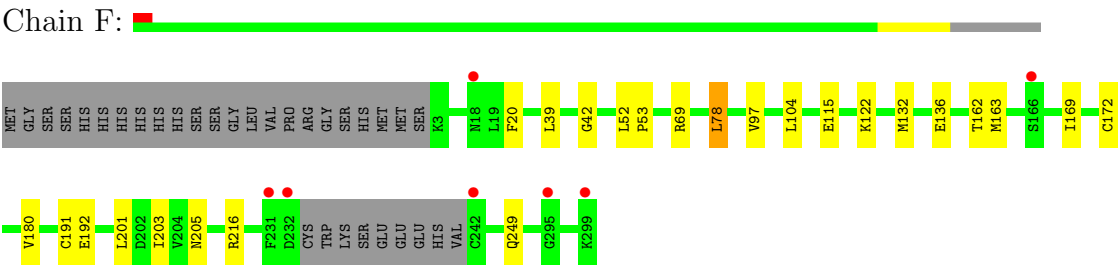 Chain F:
MET GLY SER SER HIS HIS HIS HIS HIS HIS SER SER GLY LEU VAL PRO ARG GLY SER HIS MET MET SER K3 N18 L19 F20 L39 G42 L52 P53 R69 L78 V97 L104 E115 K122 M132 E136 T162 M163 S166 I169 C172
V180 C191 E192 L201 D202 I203 V204 N205 R216 F231 D232 CYS TRP LYS SER GLU GLU GLU HIS VAL C242 Q249 G295 K299